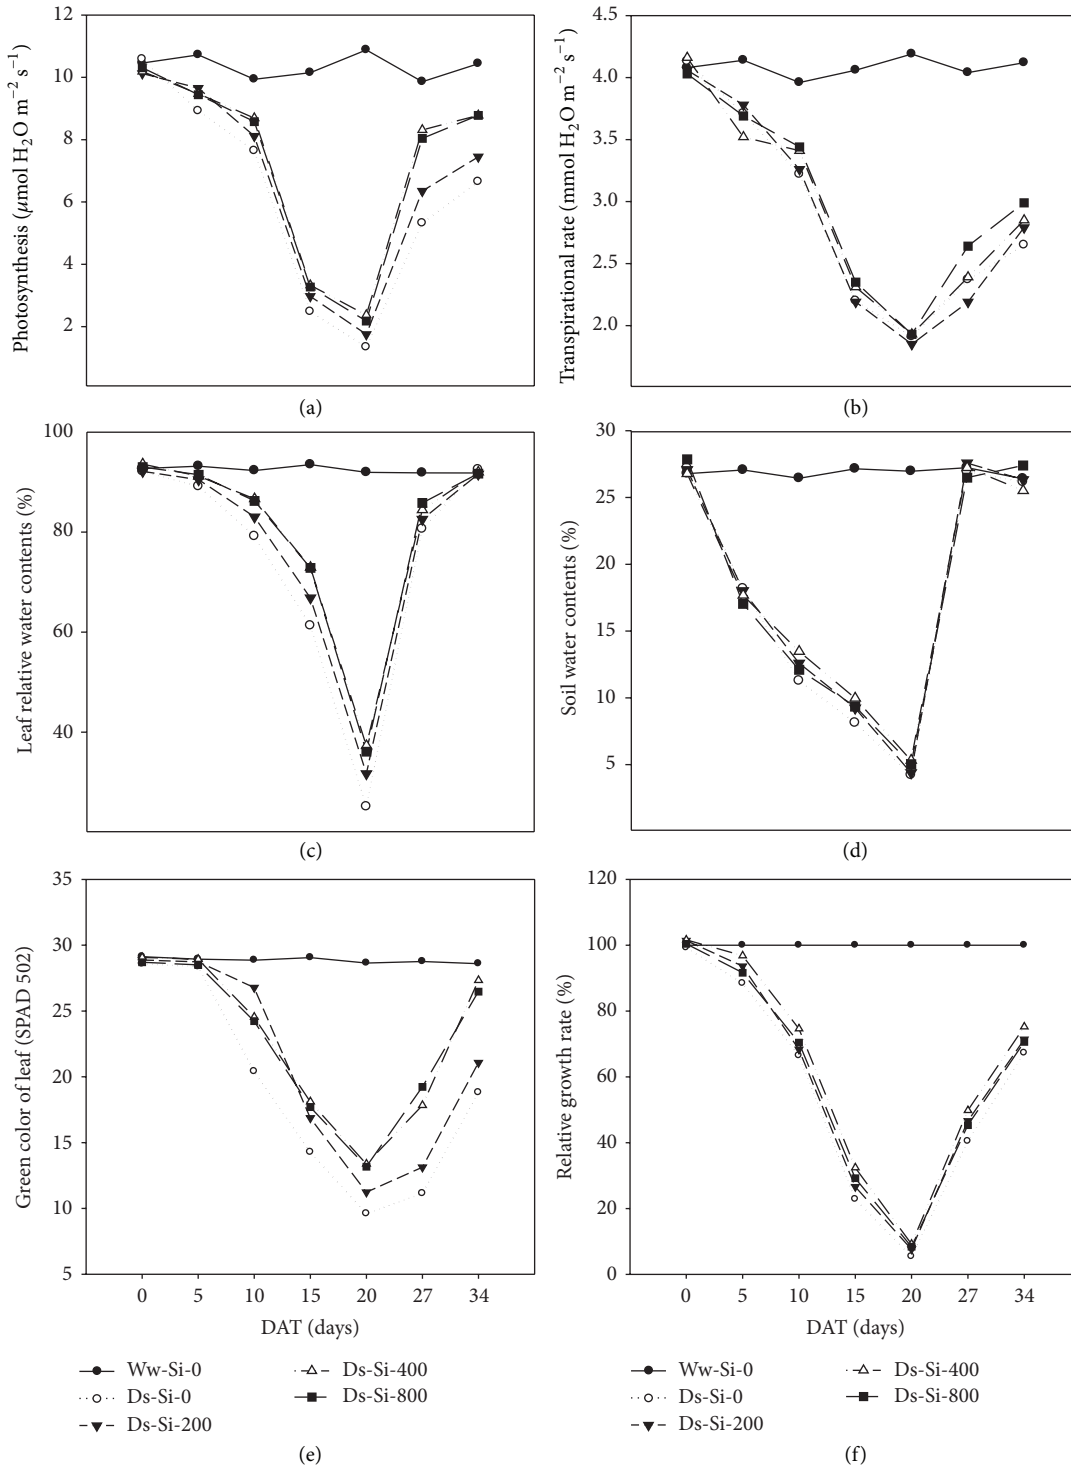 12
10
8
6
4
2
Photosynthesis (μmol H₂O m⁻² s⁻¹)
(a)
4.5
4.0
3.5
3.0
2.5
2.0
Transpirational rate (mmol H₂O m⁻² s⁻¹)
(b)
100
80
60
40
Leaf relative water contents (%)
(c)
30
25
20
15
10
5
Soil water contents (%)
(d)
35
30
25
20
15
10
5
Green color of leaf (SPAD 502)
0 5 10 15 20 27 34
DAT (days)
120
100
80
60
40
20
0
Relative growth rate (%)
0 5 10 15 20 27 34
DAT (days)
Ww-Si-0
Ds-Si-0
Ds-Si-200
Ds-Si-400
Ds-Si-800
(e)
Ww-Si-0
Ds-Si-0
Ds-Si-200
Ds-Si-400
Ds-Si-800
(f)